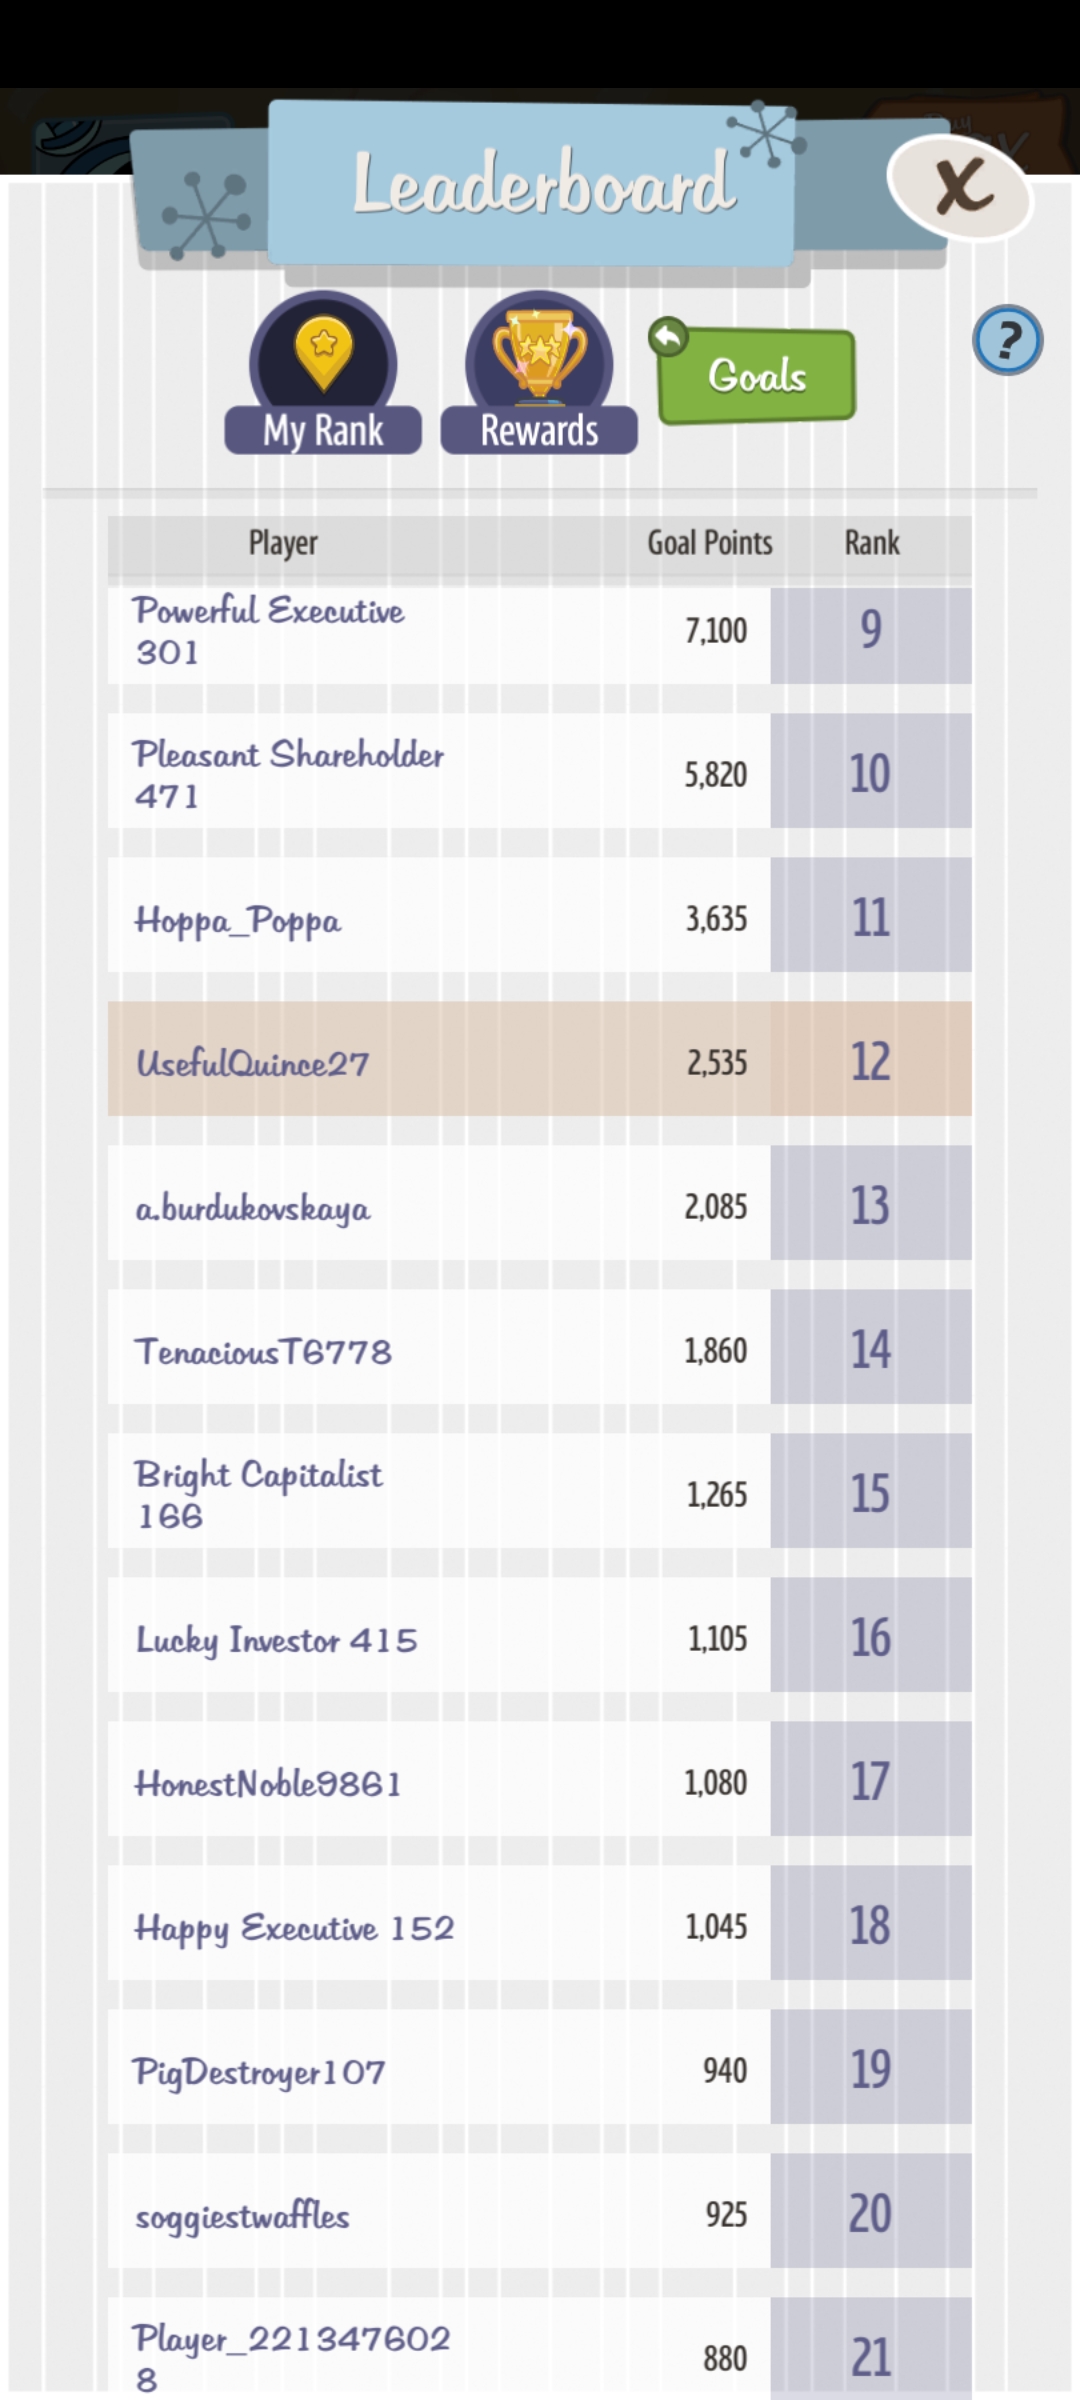 Leaderboard
X
My Rank
Rewards
Goals
?
Player Goal Points Rank
Powerful Executive
301
7,100 9
Pleasant Shareholder
471
5,820 10
Hoppa_Poppa 3,635 11
UsefulQuince27 2,535 12
a.burdukovskaya 2,085 13
TenaciousT6778 1,860 14
Bright Capitalist
166
1,265 15
Lucky Investor 415 1,105 16
HonestNoble9861 1,080 17
Happy Executive 152 1,045 18
PigDestroyer107 940 19
soggiestwaffles 925 20
Player_221347602
8
880 21